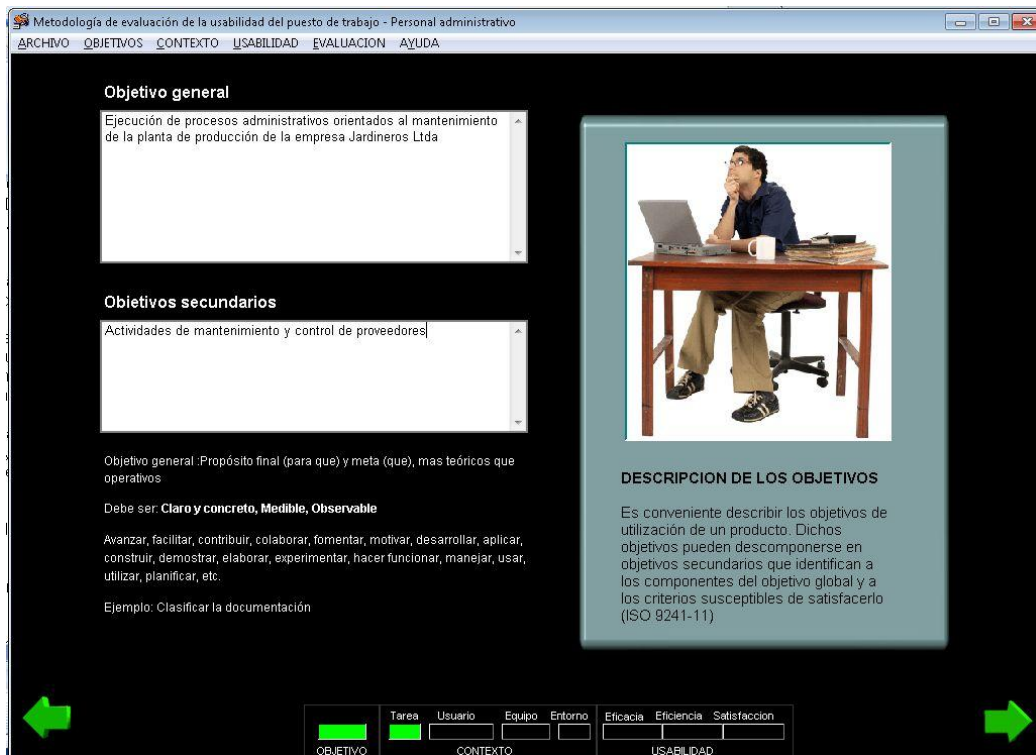 Metodología de evaluación de la usabilidad del puesto de trabajo - Personal administrativo
ARCHIVO OBJETIVOS CONTEXTO USABILIDAD EVALUACION AYUDA
Objetivo general
Ejecución de procesos administrativos orientados al mantenimiento
de la planta de producción de la empresa Jardineros Ltda
Objetivos secundarios
Actividades de mantenimiento y control de proveedores
Objetivo general :Propósito final (para que) y meta (que), mas teóricos que
operativos
Debe ser: Claro y concreto, Medible, Observable
Avanzar, facilitar, contribuir, colaborar, fomentar, motivar, desarrollar, aplicar,
construir, demostrar, elaborar, experimentar, hacer funcionar, manejar, usar,
utilizar, planificar, etc.
Ejemplo: Clasificar la documentación
DESCRIPCION DE LOS OBJETIVOS
Es conveniente describir los objetivos de
utilización de un producto. Dichos
objetivos pueden descomponerse en
objetivos secundarios que identifican a
los componentes del objetivo global y a
los criterios susceptibles de satisfacerlo
(ISO 9241-11)
Tarea Usuario Equipo Entorno Eficacia Eficiencia Satisfaccion
OBJETIVO CONTEXTO USABILIDAD